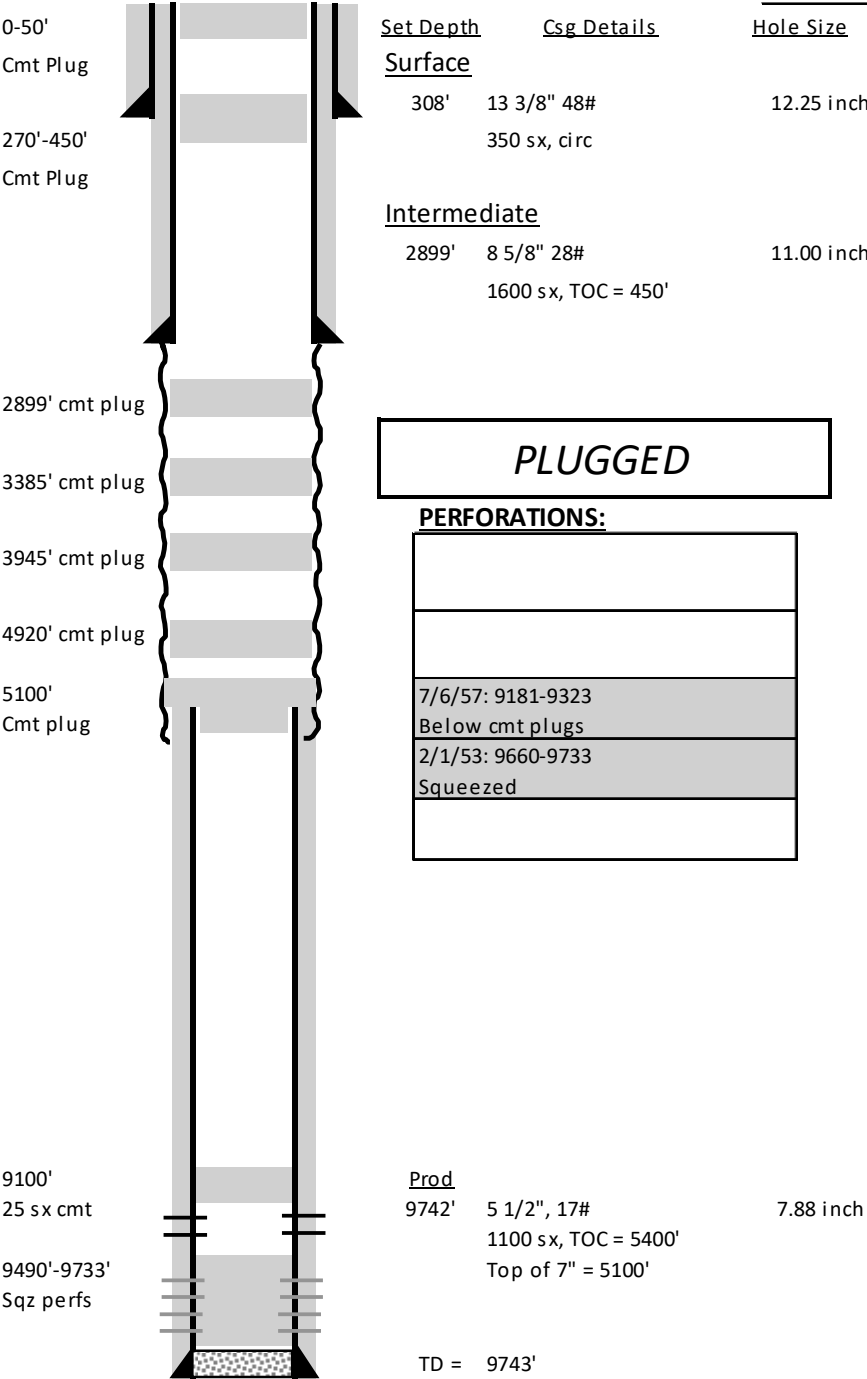 0-50'
Cmt Plug
270'-450'
Cmt Plug
2899' cmt plug
3385' cmt plug
3945' cmt plug
4920' cmt plug
5100'
Cmt plug
9100'
25 sx cmt
9490'-9733'
Sqz perfs
Set Depth Csg Details Hole Size
Surface
308' 13 3/8" 48# 12.25 inch
350 sx, circ
Intermediate
2899' 8 5/8" 28# 11.00 inch
1600 sx, TOC = 450'
PLUGGED
PERFORATIONS:
7/6/57: 9181-9323
Below cmt plugs
2/1/53: 9660-9733
Squeezed
Prod
9742' 5 1/2", 17# 7.88 inch
1100 sx, TOC = 5400'
Top of 7" = 5100'
TD = 9743'